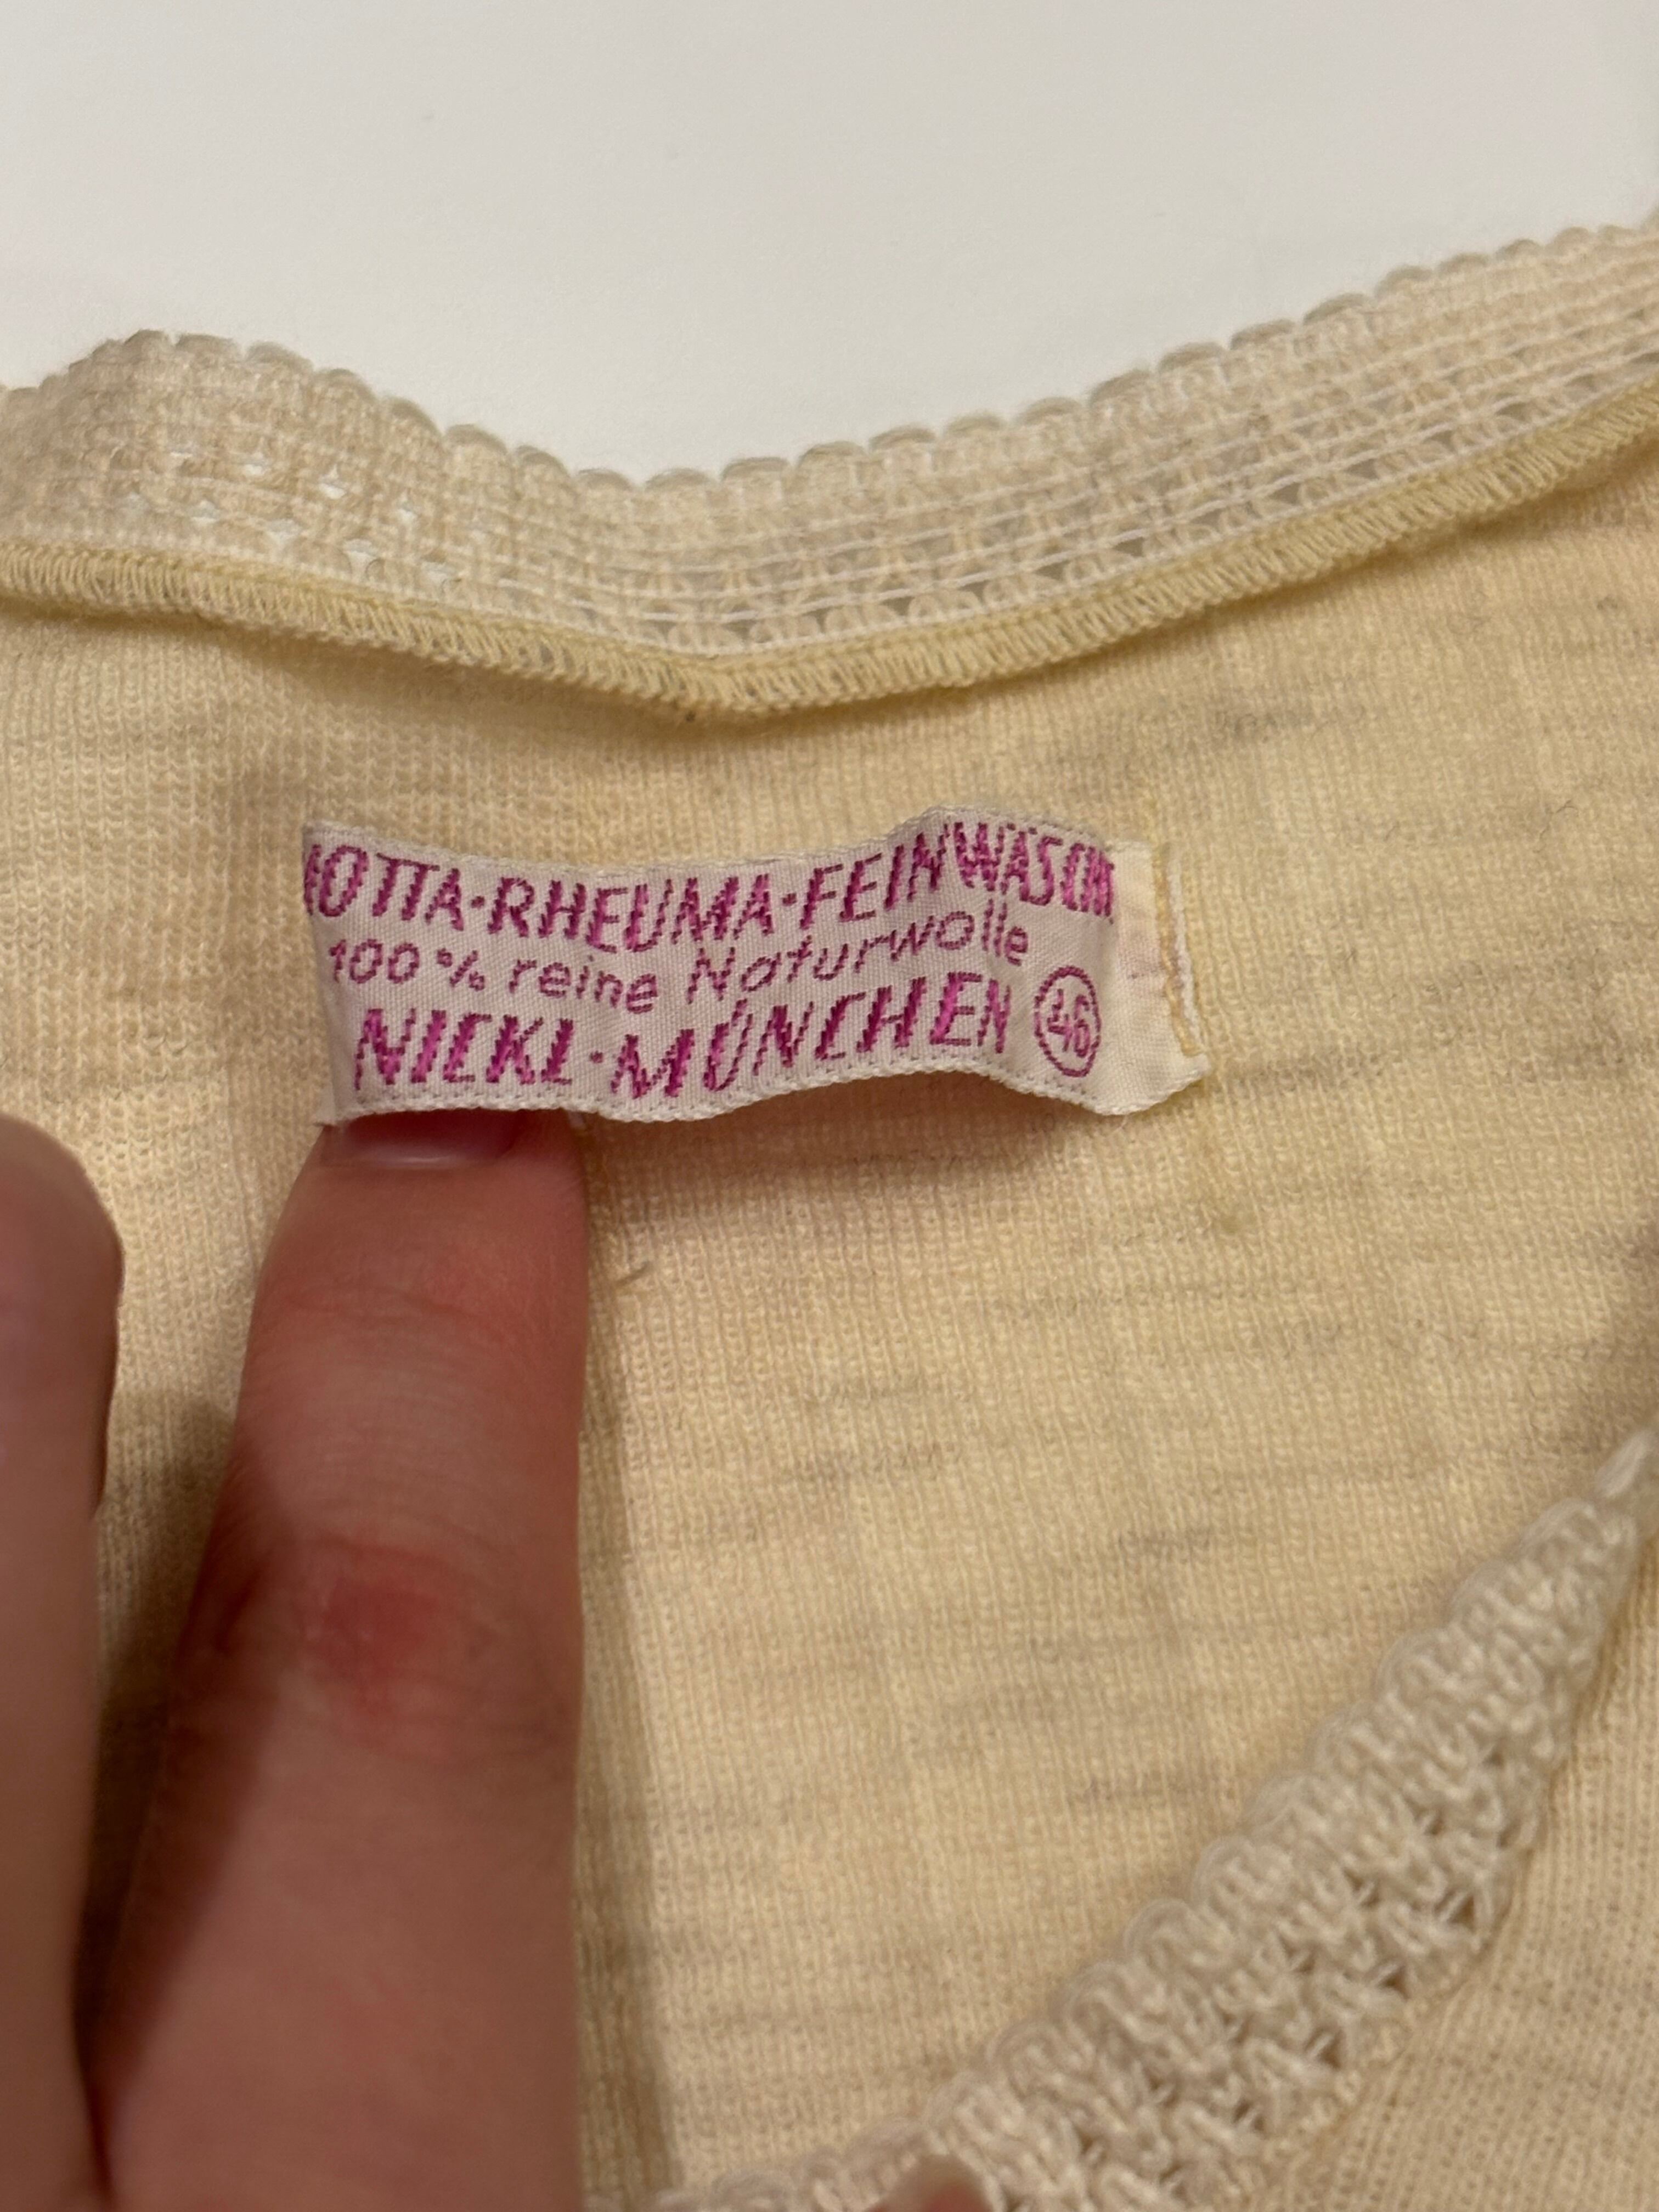 OTTA·RHEUMA·FEINWÄSCHE
100% reine Naturwolle
NICKL·MÜNCHEN 46